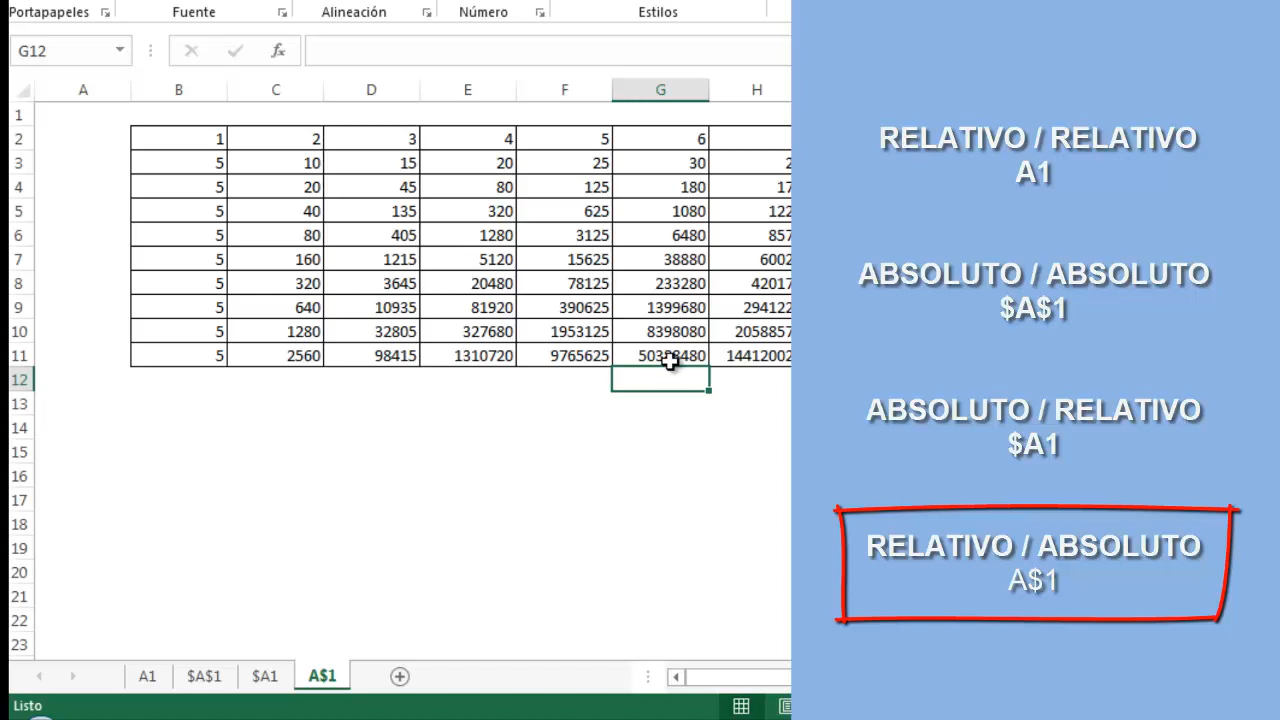 Portapapeles Fuente Alineación Número Estilos
G12
A B C D E F G H
1
2 1 2 3 4 5 6
3 5 10 15 20 25 30
4 5 20 45 80 125 180
5 5 40 135 320 625 1080
6 5 80 405 1280 3125 6480
7 5 160 1215 5120 15625 38880
8 5 320 3645 20480 78125 233280
9 5 640 10935 81920 390625 1399680
10 5 1280 32805 327680 1953125 8398080
11 5 2560 98415 1310720 9765625
12
13
14
15
16
17
18
19
20
21
22
23
A1 $A$1 $A1 A$1
Listo
RELATIVO / RELATIVO
A1
ABSOLUTO / ABSOLUTO
$A$1
ABSOLUTO / RELATIVO
$A1
RELATIVO / ABSOLUTO
A$1